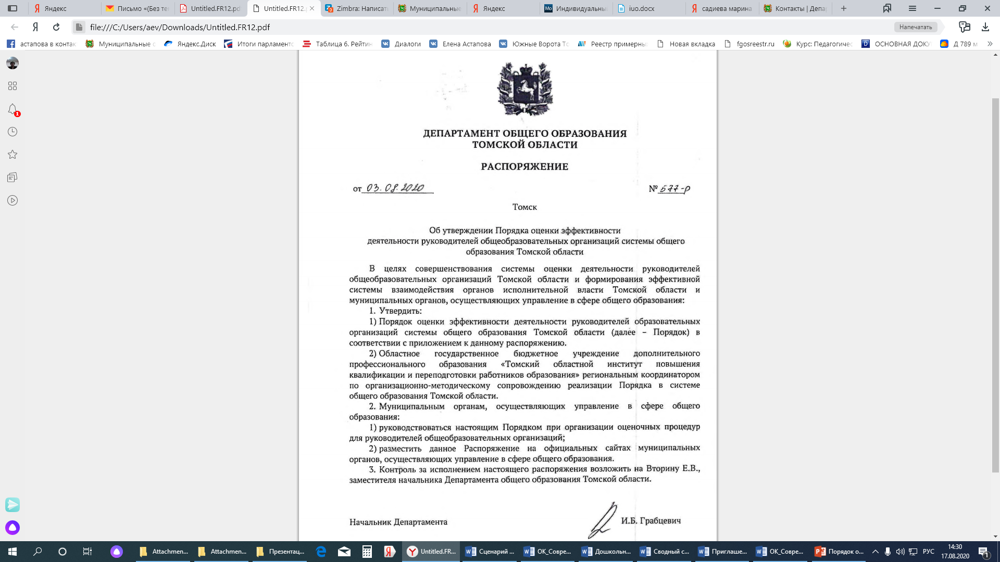 Яндекс
Письмо «(Без те
Untitled.FR12.pd
Untitled.FR12.
Zimbra: Написат
Муниципальные
Яндекс
Индивидуальны
iuo.docx
садиева марина
Контакты | Депа
file:///C:/Users/aev/Downloads/Untitled.FR12.pdf
Напечатать
астапова в контак
Муниципальные с
Яндекс.Диск
Итоги парламентс
Таблица 6. Рейтин
Диалоги
Елена Астапова
Южные Ворота То
Реестр примерны
Новая вкладка
fgosreestr.ru
Курс: Педагогичес
ОСНОВНАЯ ДОКУ
Д 789 м
ДЕПАРТАМЕНТ ОБЩЕГО ОБРАЗОВАНИЯ
ТОМСКОЙ ОБЛАСТИ
РАСПОРЯЖЕНИЕ
от 03.08.2020 № 577-р
Томск
Об утверждении Порядка оценки эффективности
деятельности руководителей общеобразовательных организаций системы общего
образования Томской области
В целях совершенствования системы оценки деятельности руководителей
общеобразовательных организаций Томской области и формирования эффективной
системы взаимодействия органов исполнительной власти Томской области и
муниципальных органов, осуществляющих управление в сфере общего образования:
1. Утвердить:
1) Порядок оценки эффективности деятельности руководителей образовательных
организаций системы общего образования Томской области (далее – Порядок) в
соответствии с приложением к данному распоряжению.
2) Областное государственное бюджетное учреждение дополнительного
профессионального образования «Томский областной институт повышения
квалификации и переподготовки работников образования» региональным координатором
по организационно-методическому сопровождению реализации Порядка в системе
общего образования Томской области.
2. Муниципальным органам, осуществляющих управление в сфере общего
образования:
1) руководствоваться настоящим Порядком при организации оценочных процедур
для руководителей общеобразовательных организаций;
2) разместить данное Распоряжение на официальных сайтах муниципальных
органов, осуществляющих управление в сфере общего образования.
3. Контроль за исполнением настоящего распоряжения возложить на Вторину Е.В.,
заместителя начальника Департамента общего образования Томской области.
Начальник Департамента И.Б. Грабцевич
Attachmen...
Attachmen...
Презентац...
Untitled.FR...
Сценарий ...
ОК_Совре...
Дошкольн...
Сводный с...
Приглаше...
ОК_Совре...
Порядок о...
РУС
14:30
17.08.2020